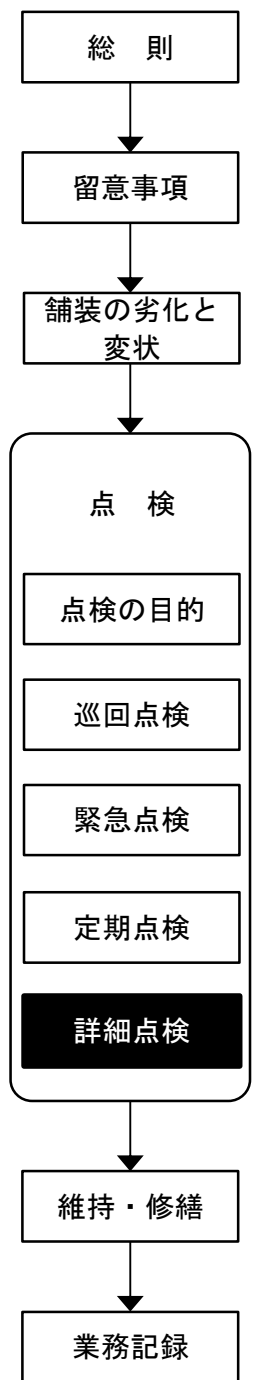 総　則
留意事項
舗装の劣化と
変状
点　検
点検の目的
巡回点検
緊急点検
定期点検
詳細点検
維持・修繕
業務記録